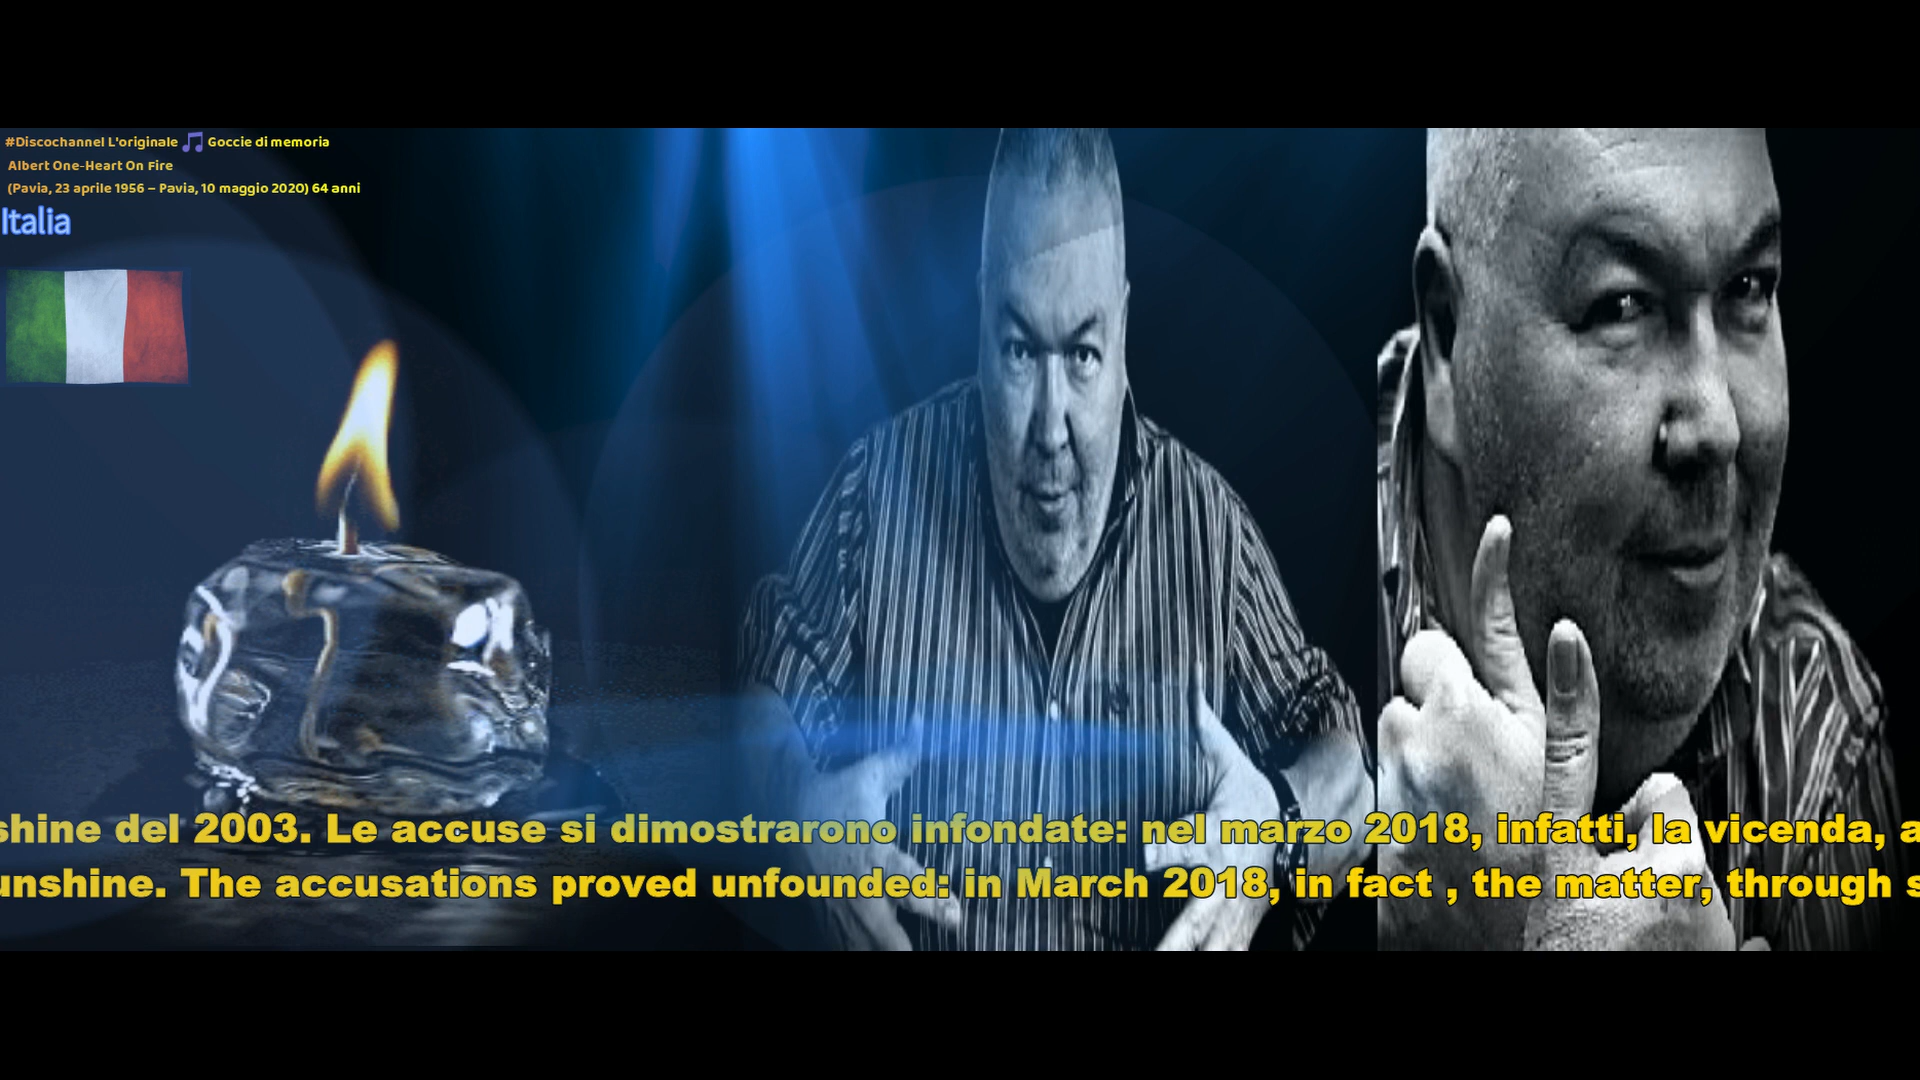 #Discochannel L'originale 🎵 Goccie di memoria
Albert One-Heart On Fire
(Pavia, 23 aprile 1956 – Pavia, 10 maggio 2020) 64 anni
Italia
shine del 2003. Le accuse si dimostrarono infondate: nel marzo 2018, infatti, la vicenda, a
unshine. The accusations proved unfounded: in March 2018, in fact , the matter, through s